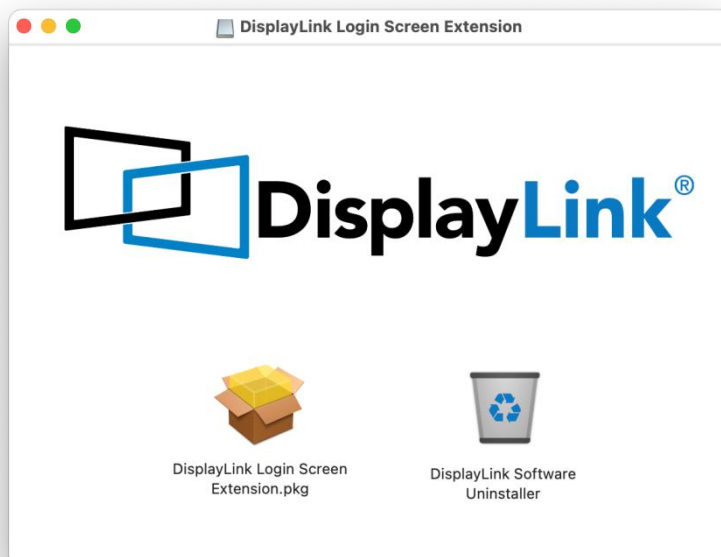 DisplayLink Login Screen Extension
DisplayLink®
DisplayLink Login Screen
Extension.pkg
DisplayLink Software
Uninstaller